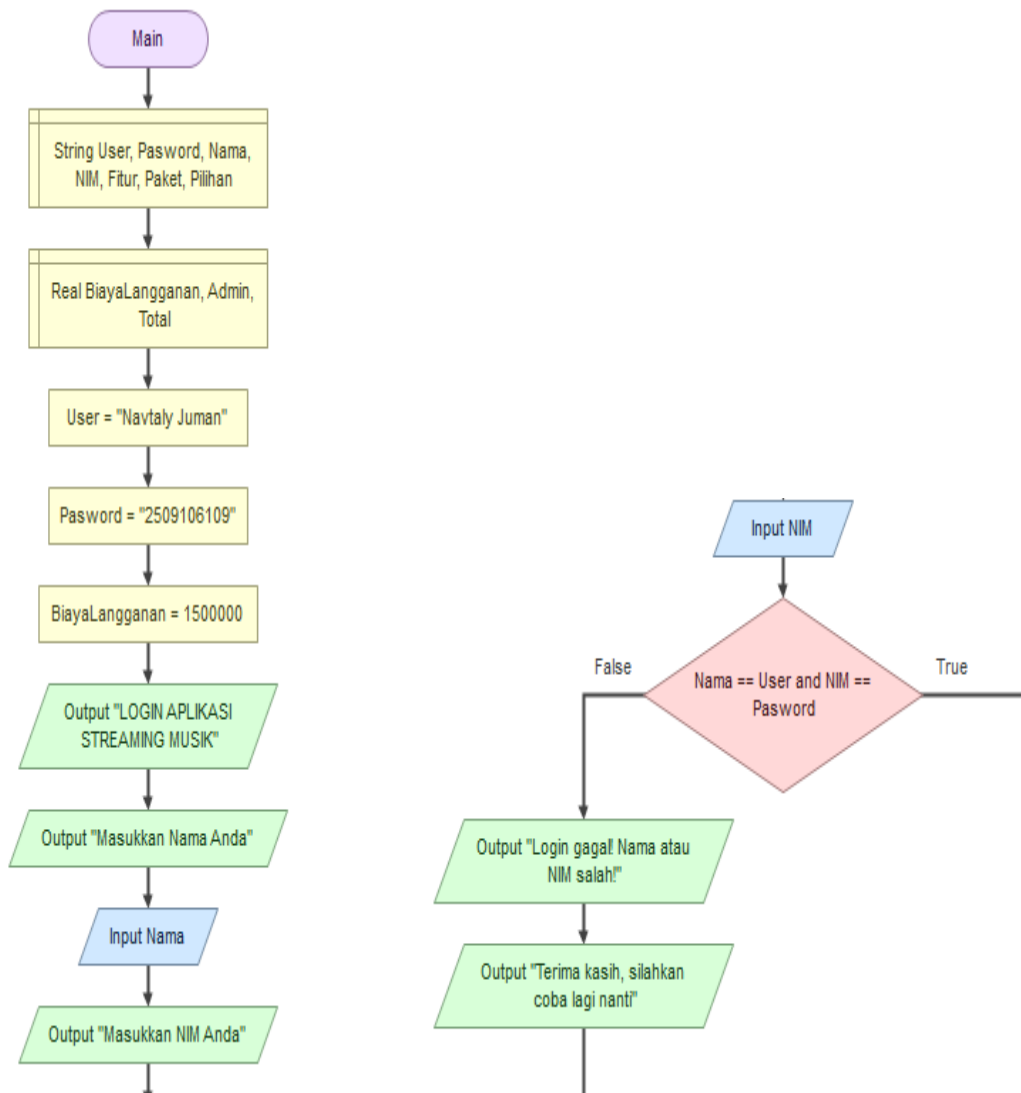 Main
String User, Pasword, Nama,
NIM, Fitur, Paket, Pilihan
Real BiayaLangganan, Admin,
Total
User = "Navtaly Juman"
Pasword = "2509106109"
BiayaLangganan = 1500000
Output "LOGIN APLIKASI
STREAMING MUSIK"
Output "Masukkan Nama Anda"
Input Nama
Output "Masukkan NIM Anda"
Input NIM
Nama == User and NIM ==
Pasword
False
True
Output "Login gagal! Nama atau
NIM salah!"
Output "Terima kasih, silahkan
coba lagi nanti"